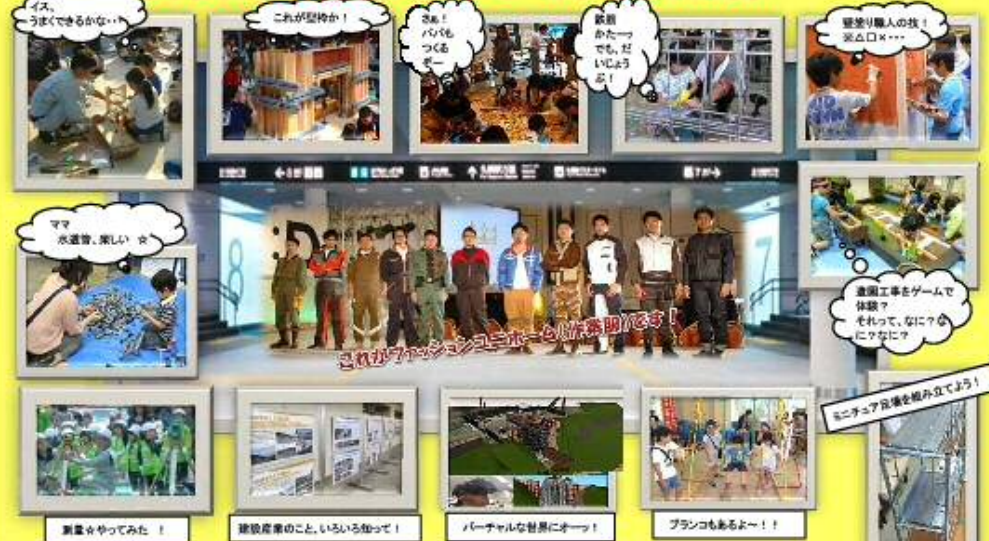 イス、
うまくできるかな・・
これが型枠か！
さぁ！
パパも
つくる
ぞー
鉄筋
かたーっ
でも、だ
いじょう
ぶ！
壁塗り職人の技！
※△□×・・・
ママ
水道管、楽しい ☆
8
7
これがファッションユニホーム（作業服）です！
造園工事をゲームで
体験？
それって、なに？な
に？なに？
ミニチュア足場を組み立てよう！
測量☆やってみた ！
建設産業のこと、いろいろ知って！
バーチャルな世界にオーッ！
ブランコもあるよ～！！